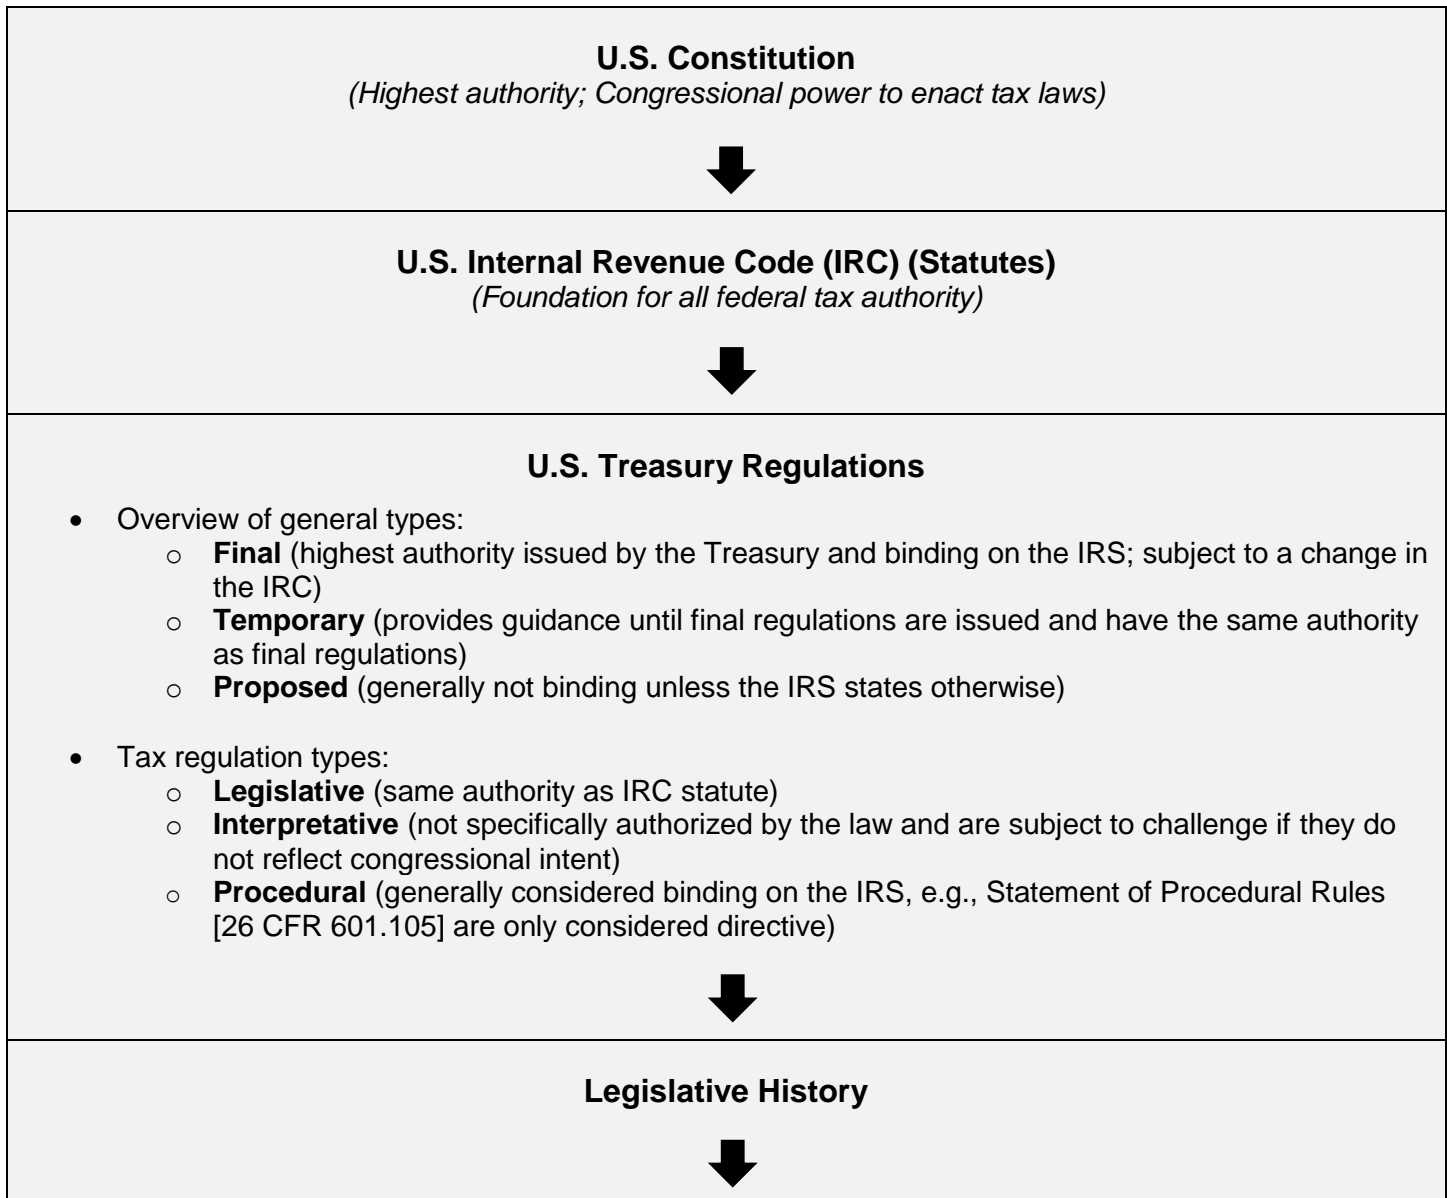 U.S. Constitution
(Highest authority; Congressional power to enact tax laws)
U.S. Internal Revenue Code (IRC) (Statutes)
(Foundation for all federal tax authority)
U.S. Treasury Regulations
• Overview of general types:
o Final (highest authority issued by the Treasury and binding on the IRS; subject to a change in
the IRC)
o Temporary (provides guidance until final regulations are issued and have the same authority
as final regulations)
o Proposed (generally not binding unless the IRS states otherwise)
• Tax regulation types:
o Legislative (same authority as IRC statute)
o Interpretative (not specifically authorized by the law and are subject to challenge if they do
not reflect congressional intent)
o Procedural (generally considered binding on the IRS, e.g., Statement of Procedural Rules
[26 CFR 601.105] are only considered directive)
Legislative History